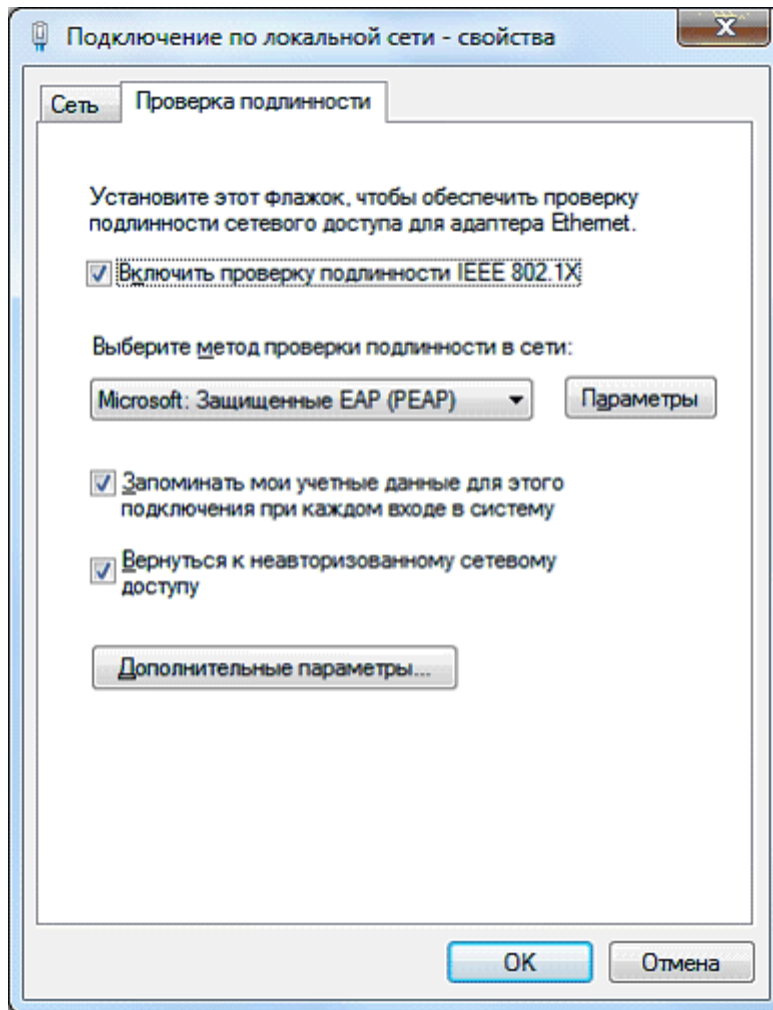 Подключение по локальной сети - свойства
Сеть
Проверка подлинности
Установите этот флажок, чтобы обеспечить проверку
подлинности сетевого доступа для адаптера Ethernet.
Включить проверку подлинности IEEE 802.1X
Выберите метод проверки подлинности в сети:
Microsoft: Защищенные EAP (PEAP)
Параметры
Запоминать мои учетные данные для этого
подключения при каждом входе в систему
Вернуться к неавторизованному сетевому
доступу
Дополнительные параметры...
OK
Отмена